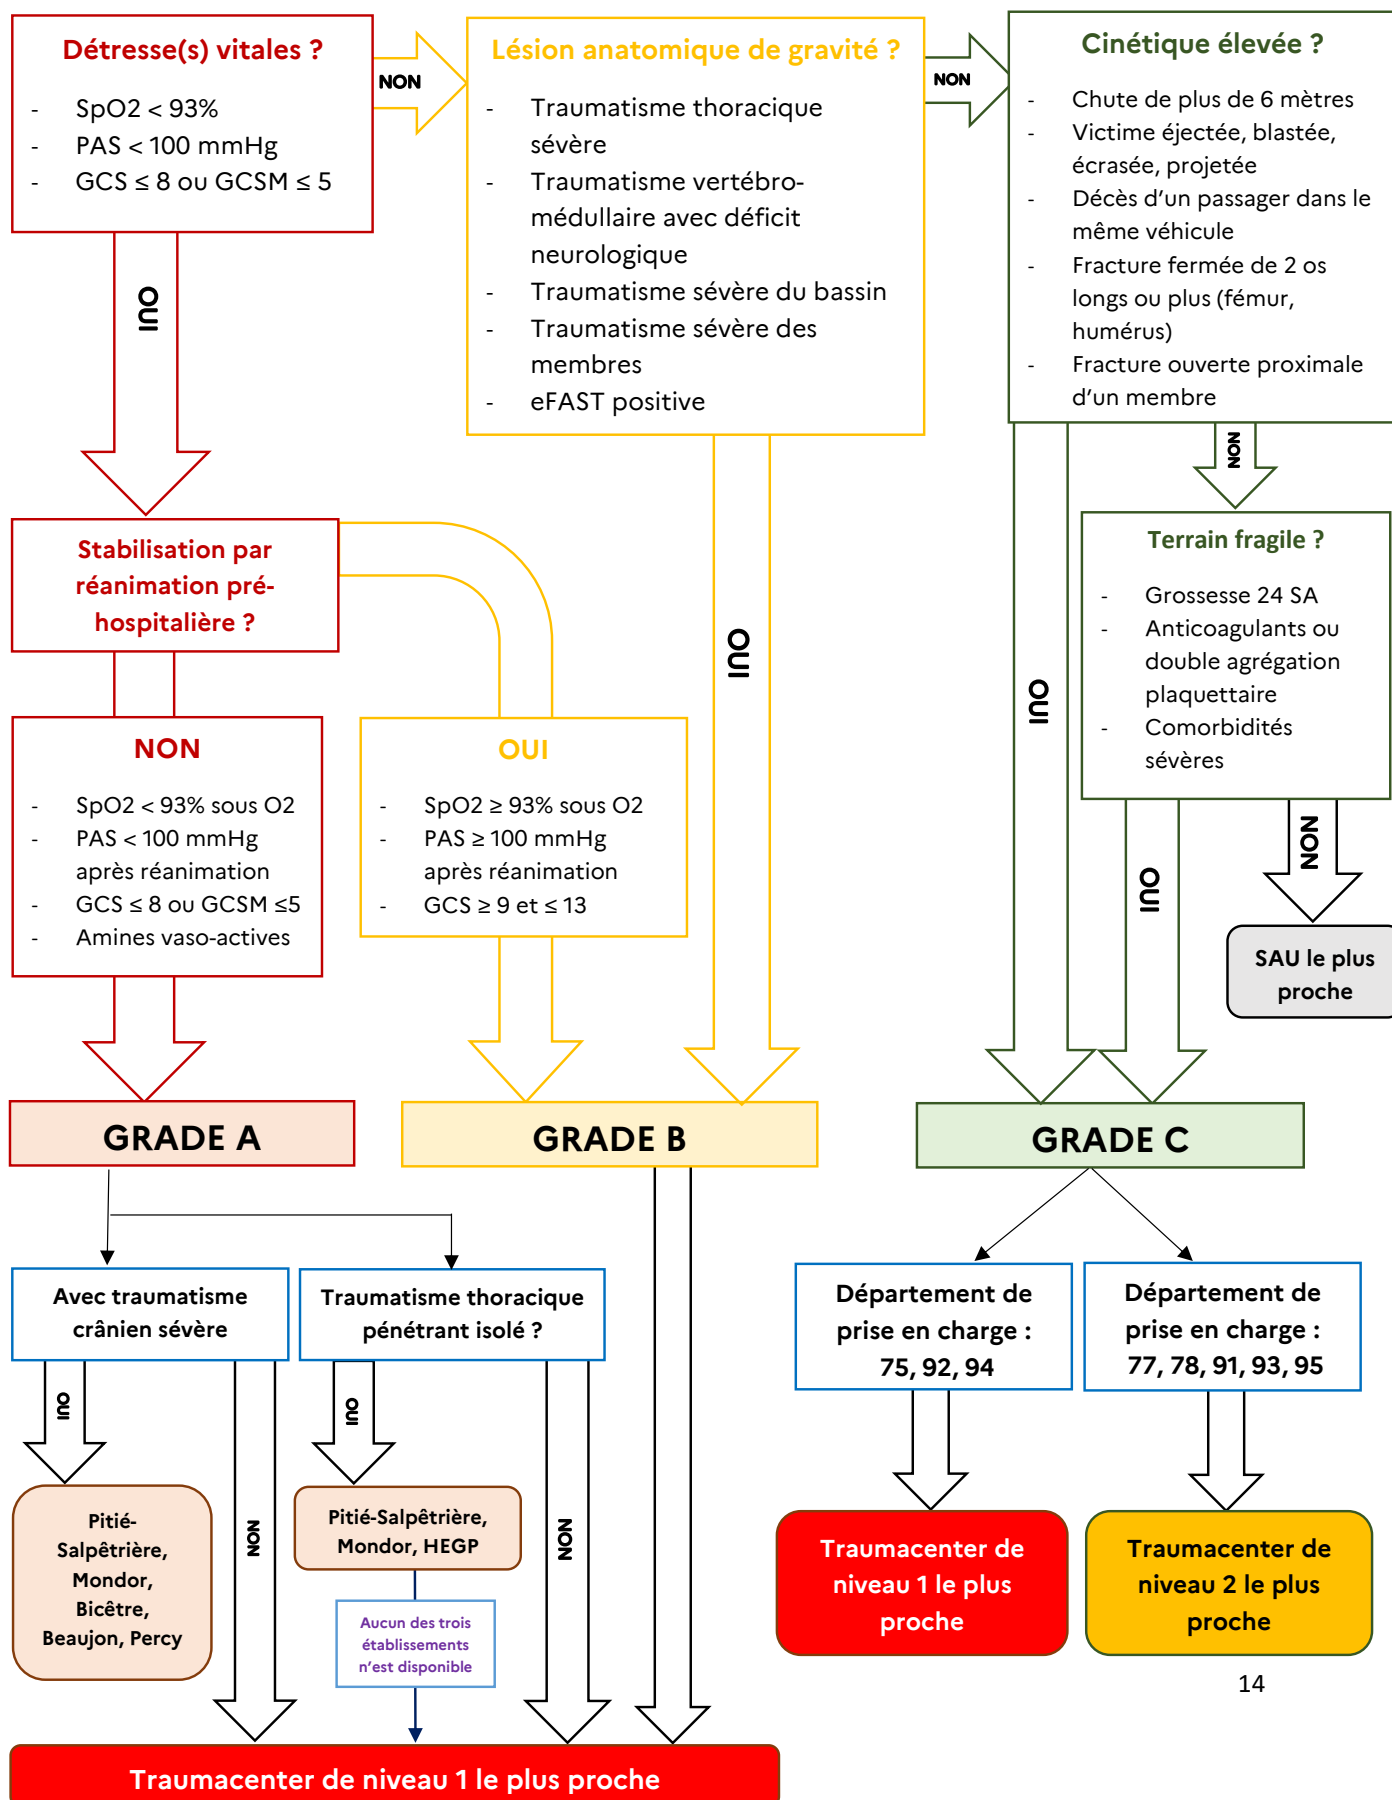 Détresse(s) vitales ?
- SpO2 < 93%
- PAS < 100 mmHg
- GCS ≤ 8 ou GCSM ≤ 5
NON
Lésion anatomique de gravité ?
- Traumatisme thoracique
sévère
- Traumatisme vertébro-
médullaire avec déficit
neurologique
- Traumatisme sévère du bassin
- Traumatisme sévère des
membres
- eFAST positive
NON
Cinétique élevée ?
- Chute de plus de 6 mètres
- Victime éjectée, blastée,
écrasée, projetée
- Décès d'un passager dans le
même véhicule
- Fracture fermée de 2 os
longs ou plus (fémur,
humérus)
- Fracture ouverte proximale
d'un membre
OUI
NON
Stabilisation par
réanimation pré-
hospitalière ?
Terrain fragile ?
- Grossesse 24 SA
- Anticoagulants ou
double agrégation
plaquettaire
- Comorbidités
sévères
OUI
OUI
NON
- SpO2 < 93% sous O2
- PAS < 100 mmHg
après réanimation
- GCS ≤ 8 ou GCSM ≤5
- Amines vaso-actives
OUI
- SpO2 ≥ 93% sous O2
- PAS ≥ 100 mmHg
après réanimation
- GCS ≥ 9 et ≤ 13
OUI
NON
SAU le plus
proche
GRADE A
GRADE B
GRADE C
Avec traumatisme
crânien sévère
Traumatisme thoracique
pénétrant isolé ?
Département de
prise en charge :
75, 92, 94
Département de
prise en charge :
77, 78, 91, 93, 95
OUI
NON
OUI
NON
Pitié-
Salpêtrière,
Mondor,
Bicêtre,
Beaujon, Percy
Pitié-Salpêtrière,
Mondor, HEGP
Aucun des trois
établissements
n'est disponible
Traumacenter de
niveau 1 le plus
proche
Traumacenter de
niveau 2 le plus
proche
14
Traumacenter de niveau 1 le plus proche